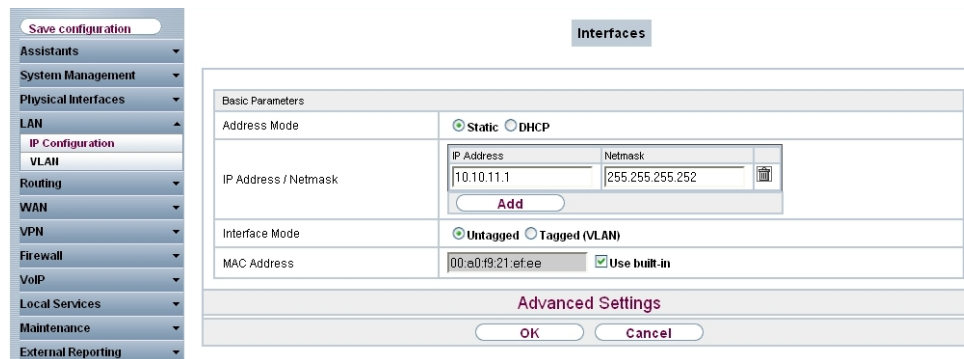 Save configuration
Assistants
System Management
Physical Interfaces
LAN
IP Configuration
VLAN
Routing
WAN
VPN
Firewall
VoIP
Local Services
Maintenance
External Reporting
Interfaces
Basic Parameters
Address Mode
Static DHCP
IP Address / Netmask
IP Address Netmask
10.10.11.1 255.255.255.252
Add
Interface Mode
Untagged Tagged (VLAN)
MAC Address
00:a0:f9:21:ef:ee Use built-in
Advanced Settings
OK Cancel